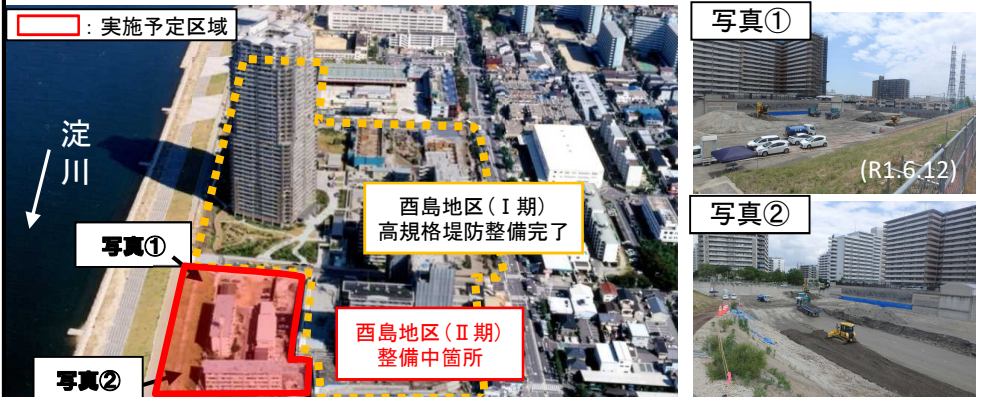 ：実施予定区域
淀川
写真①
写真②
酉島地区（Ⅰ期）
高規格堤防整備完了
酉島地区（Ⅱ期）
整備中箇所
写真①
(R1.6.12)
写真②